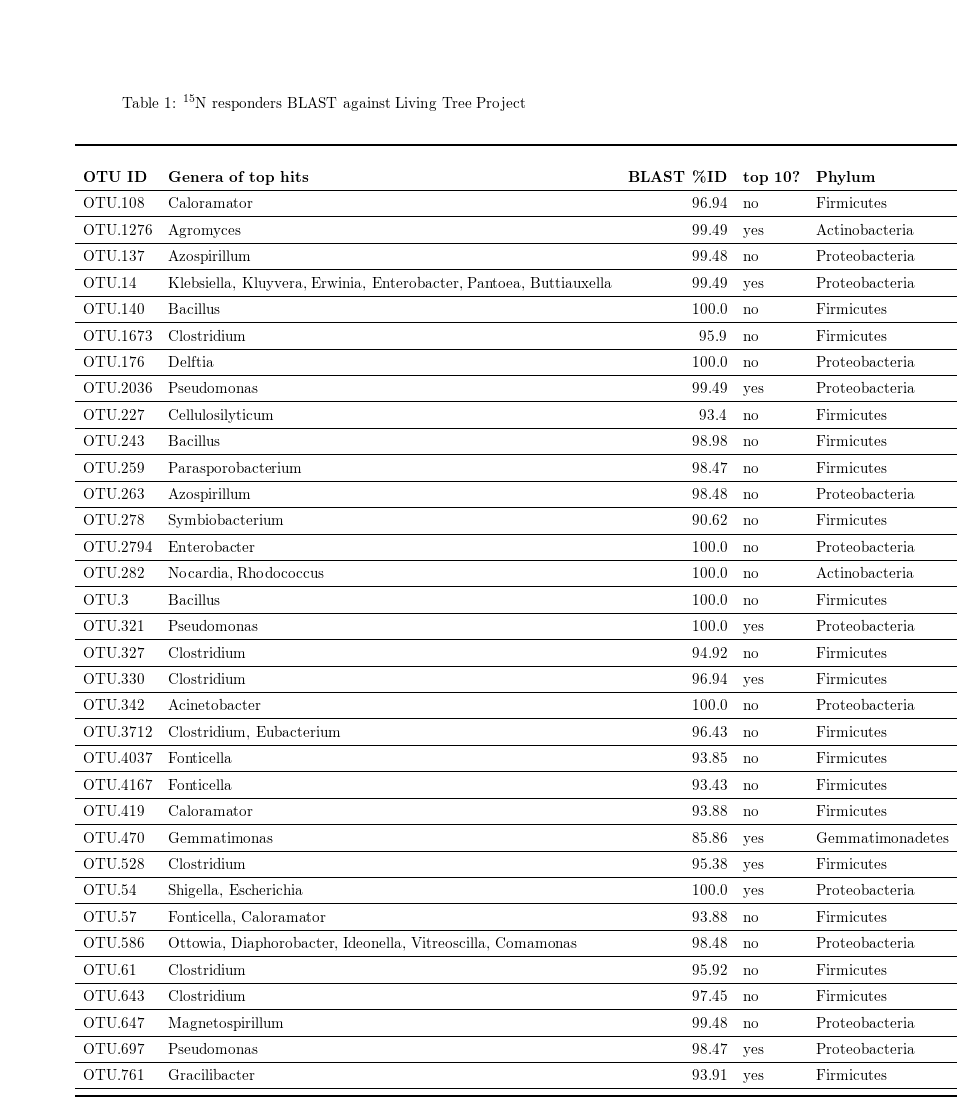 Table 1: ¹⁵N responders BLAST against Living Tree Project
OTU ID Genera of top hits BLAST %ID top 10? Phylum
OTU.108 Caloramator 96.94 no Firmicutes
OTU.1276 Agromyces 99.49 yes Actinobacteria
OTU.137 Azospirillum 99.48 no Proteobacteria
OTU.14 Klebsiella, Kluyvera, Erwinia, Enterobacter, Pantoea, Buttiauxella 99.49 yes Proteobacteria
OTU.140 Bacillus 100.0 no Firmicutes
OTU.1673 Clostridium 95.9 no Firmicutes
OTU.176 Delftia 100.0 no Proteobacteria
OTU.2036 Pseudomonas 99.49 yes Proteobacteria
OTU.227 Cellulosilyticum 93.4 no Firmicutes
OTU.243 Bacillus 98.98 no Firmicutes
OTU.259 Parasporobacterium 98.47 no Firmicutes
OTU.263 Azospirillum 98.48 no Proteobacteria
OTU.278 Symbiobacterium 90.62 no Firmicutes
OTU.2794 Enterobacter 100.0 no Proteobacteria
OTU.282 Nocardia, Rhodococcus 100.0 no Actinobacteria
OTU.3 Bacillus 100.0 no Firmicutes
OTU.321 Pseudomonas 100.0 yes Proteobacteria
OTU.327 Clostridium 94.92 no Firmicutes
OTU.330 Clostridium 96.94 yes Firmicutes
OTU.342 Acinetobacter 100.0 no Proteobacteria
OTU.3712 Clostridium, Eubacterium 96.43 no Firmicutes
OTU.4037 Fonticella 93.85 no Firmicutes
OTU.4167 Fonticella 93.43 no Firmicutes
OTU.419 Caloramator 93.88 no Firmicutes
OTU.470 Gemmatimonas 85.86 yes Gemmatimonadetes
OTU.528 Clostridium 95.38 yes Firmicutes
OTU.54 Shigella, Escherichia 100.0 yes Proteobacteria
OTU.57 Fonticella, Caloramator 93.88 no Firmicutes
OTU.586 Ottowia, Diaphorobacter, Ideonella, Vitreoscilla, Comamonas 98.48 no Proteobacteria
OTU.61 Clostridium 95.92 no Firmicutes
OTU.643 Clostridium 97.45 no Firmicutes
OTU.647 Magnetospirillum 99.48 no Proteobacteria
OTU.697 Pseudomonas 98.47 yes Proteobacteria
OTU.761 Gracilibacter 93.91 yes Firmicutes